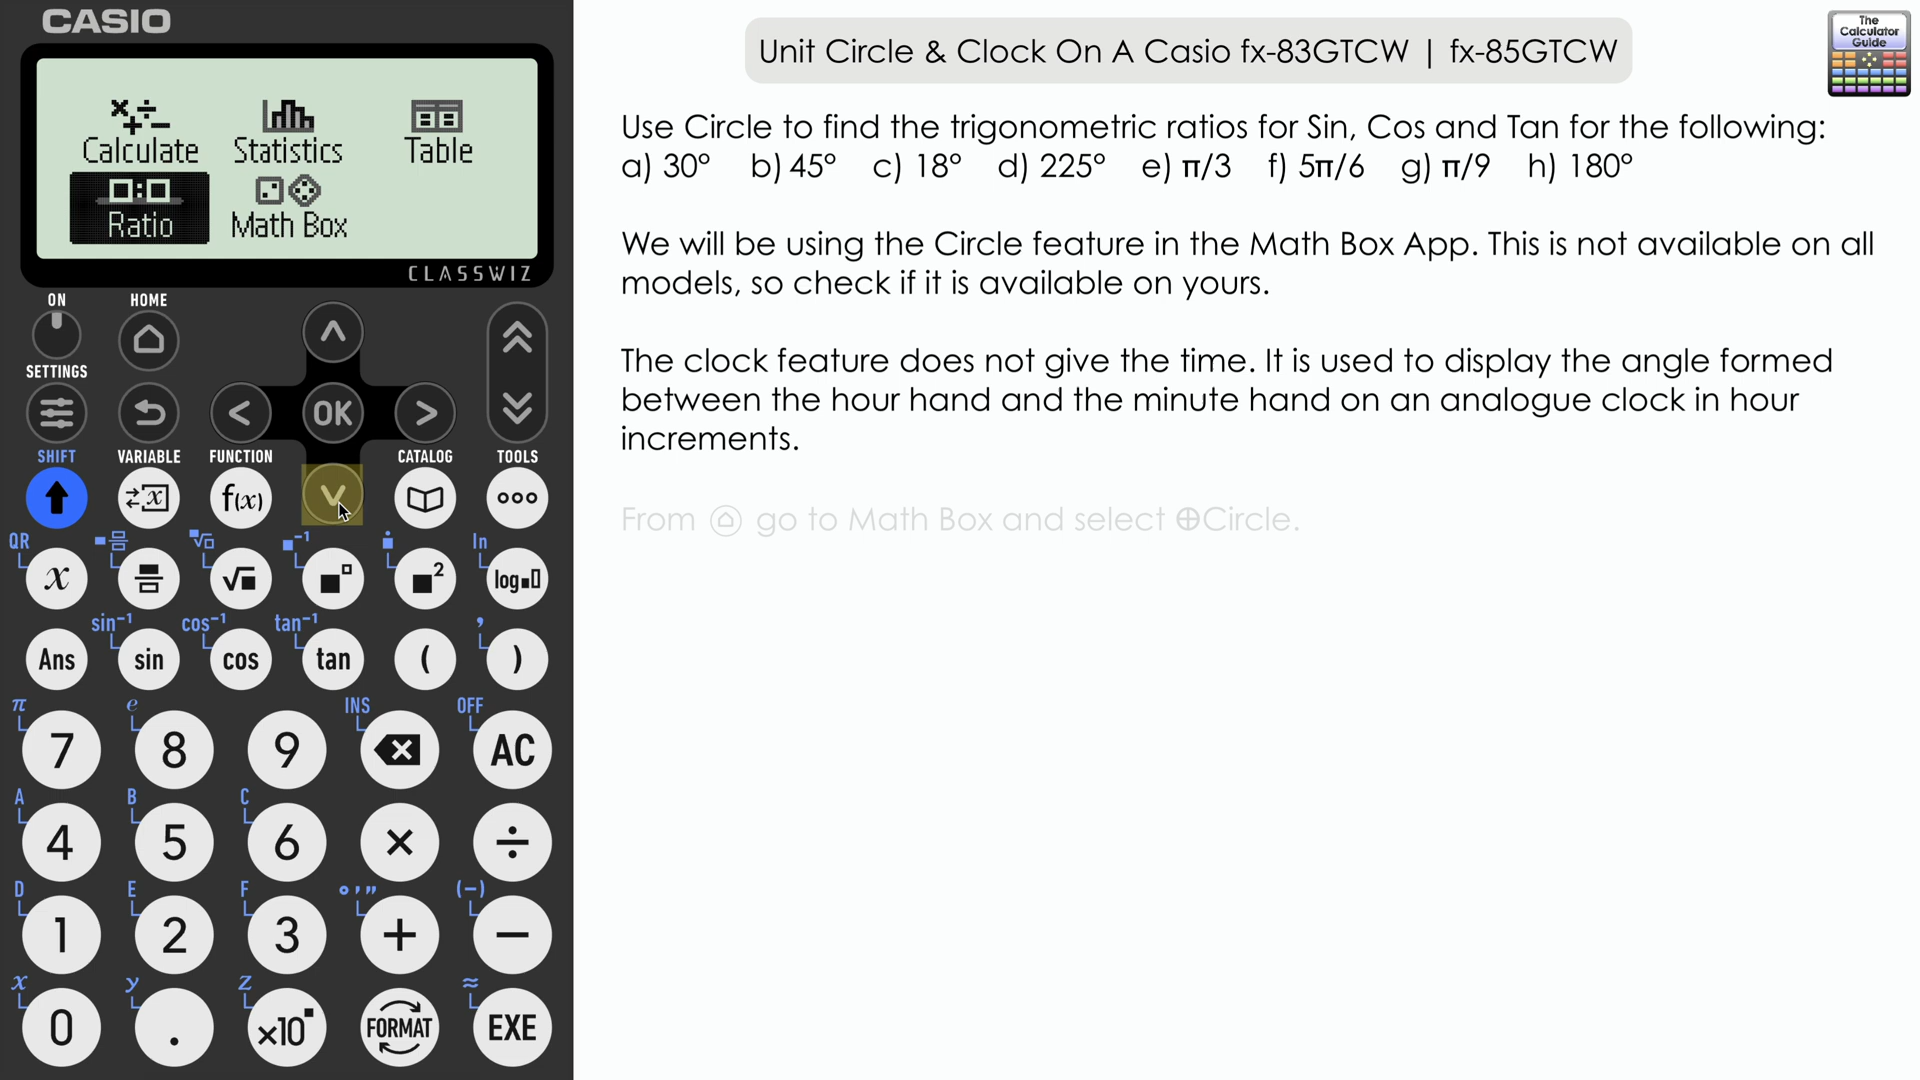 CASIO
Calculate Statistics Table
Ratio Math Box
CLASSWIZ
ON HOME
SETTINGS
OK
SHIFT VARIABLE FUNCTION CATALOG TOOLS
x f(x)
QR √ -1 In
x √■ ■ 2 log
sin-1 cos-1 tan-1 ,
Ans sin cos tan ( )
π e INS OFF
7 8 9 AC
A B C
4 5 6 × ÷
D E F ° ’ ” (−)
1 2 3 + −
x y z ≈
0 . ×10■ FORMAT EXE
Unit Circle & Clock On A Casio fx-83GTCW | fx-85GTCW
The
Calculator
Guide
Use Circle to find the trigonometric ratios for Sin, Cos and Tan for the following:
a) 30° b) 45° c) 18° d) 225° e) π/3 f) 5π/6 g) π/9 h) 180°
We will be using the Circle feature in the Math Box App. This is not available on all
models, so check if it is available on yours.
The clock feature does not give the time. It is used to display the angle formed
between the hour hand and the minute hand on an analogue clock in hour
increments.
From ⌂ go to Math Box and select ⊕Circle.